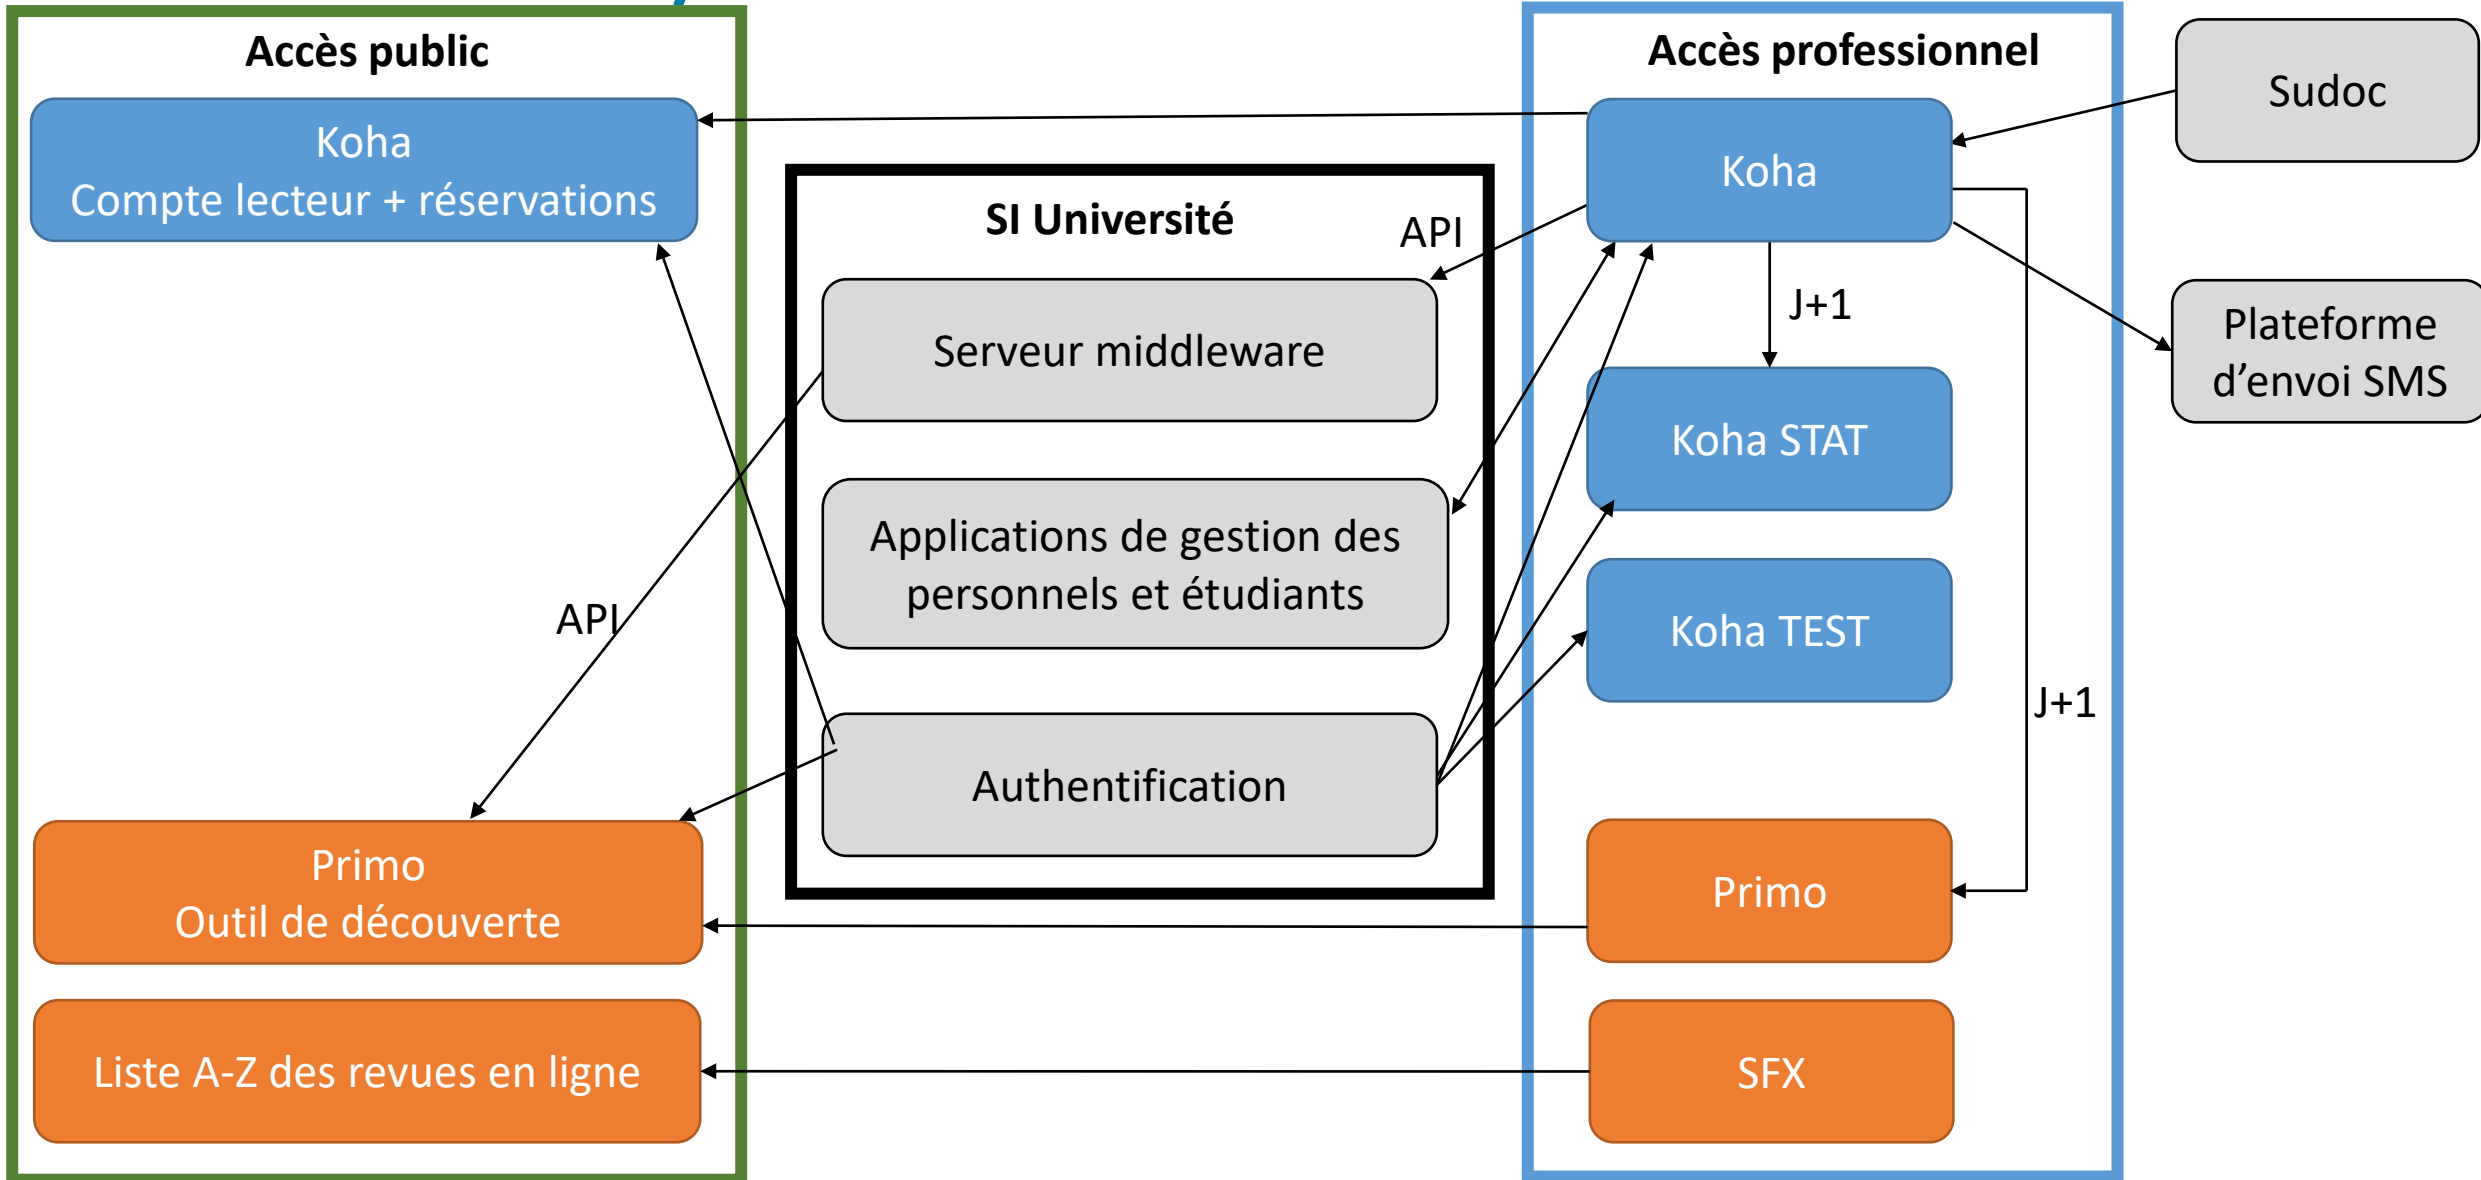 Accès public
Koha
Compte lecteur + réservations
API
Primo
Outil de découverte
Liste A-Z des revues en ligne
SI Université
API
Serveur middleware
Applications de gestion des
personnels et étudiants
Authentification
Accès professionnel
Koha
J+1
Koha STAT
Koha TEST
J+1
Primo
SFX
Sudoc
Plateforme
d’envoi SMS